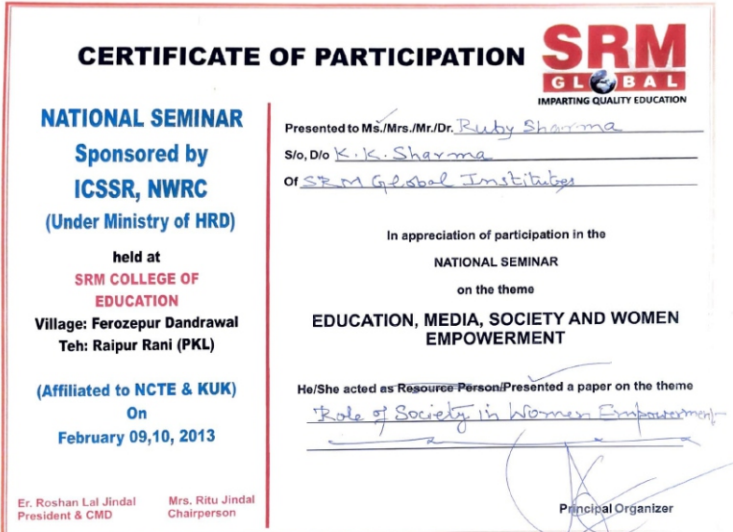 CERTIFICATE OF PARTICIPATION
SRM
GLOBAL
IMPARTING QUALITY EDUCATION
NATIONAL SEMINAR
Sponsored by
ICSSR, NWRC
(Under Ministry of HRD)
held at
SRM COLLEGE OF
EDUCATION
Village: Ferozepur Dandrawal
Teh: Raipur Rani (PKL)
(Affiliated to NCTE & KUK)
On
February 09,10, 2013
Er. Roshan Lal Jindal
President & CMD
Mrs. Ritu Jindal
Chairperson
Presented to Ms./Mrs./Mr./Dr. Ruby Sharma
S/o, D/o K.K. Sharma
Of SRM Global Institutes
In appreciation of participation in the
NATIONAL SEMINAR
on the theme
EDUCATION, MEDIA, SOCIETY AND WOMEN
EMPOWERMENT
He/She acted as Resource Person/Presented a paper on the theme
Role of Society in Women Empowerment
Principal Organizer